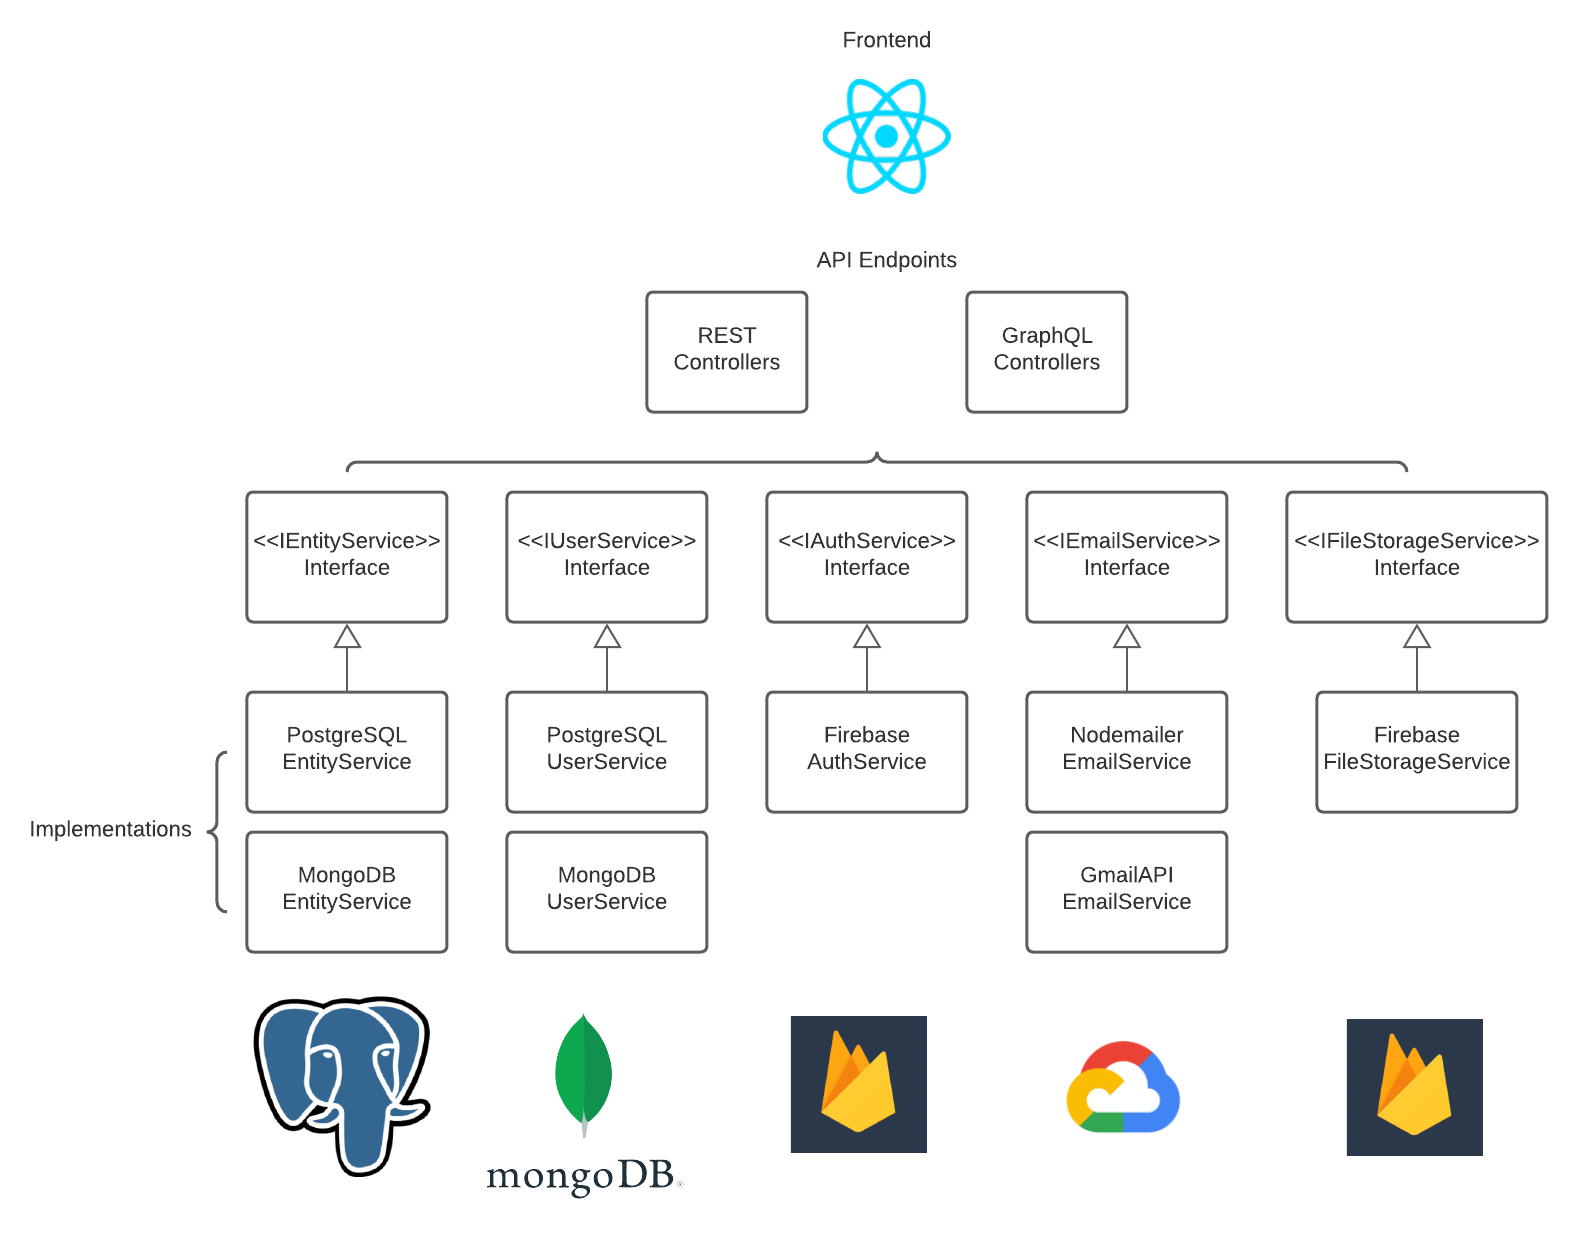 Frontend
API Endpoints
REST
Controllers
GraphQL
Controllers
<<IEntityService>>
Interface
<<IUserService>>
Interface
<<IAuthService>>
Interface
<<IEmailService>>
Interface
<<IFileStorageService>>
Interface
Implementations
PostgreSQL
EntityService
PostgreSQL
UserService
Firebase
AuthService
Nodemailer
EmailService
Firebase
FileStorageService
MongoDB
EntityService
MongoDB
UserService
GmailAPI
EmailService
mongoDB®